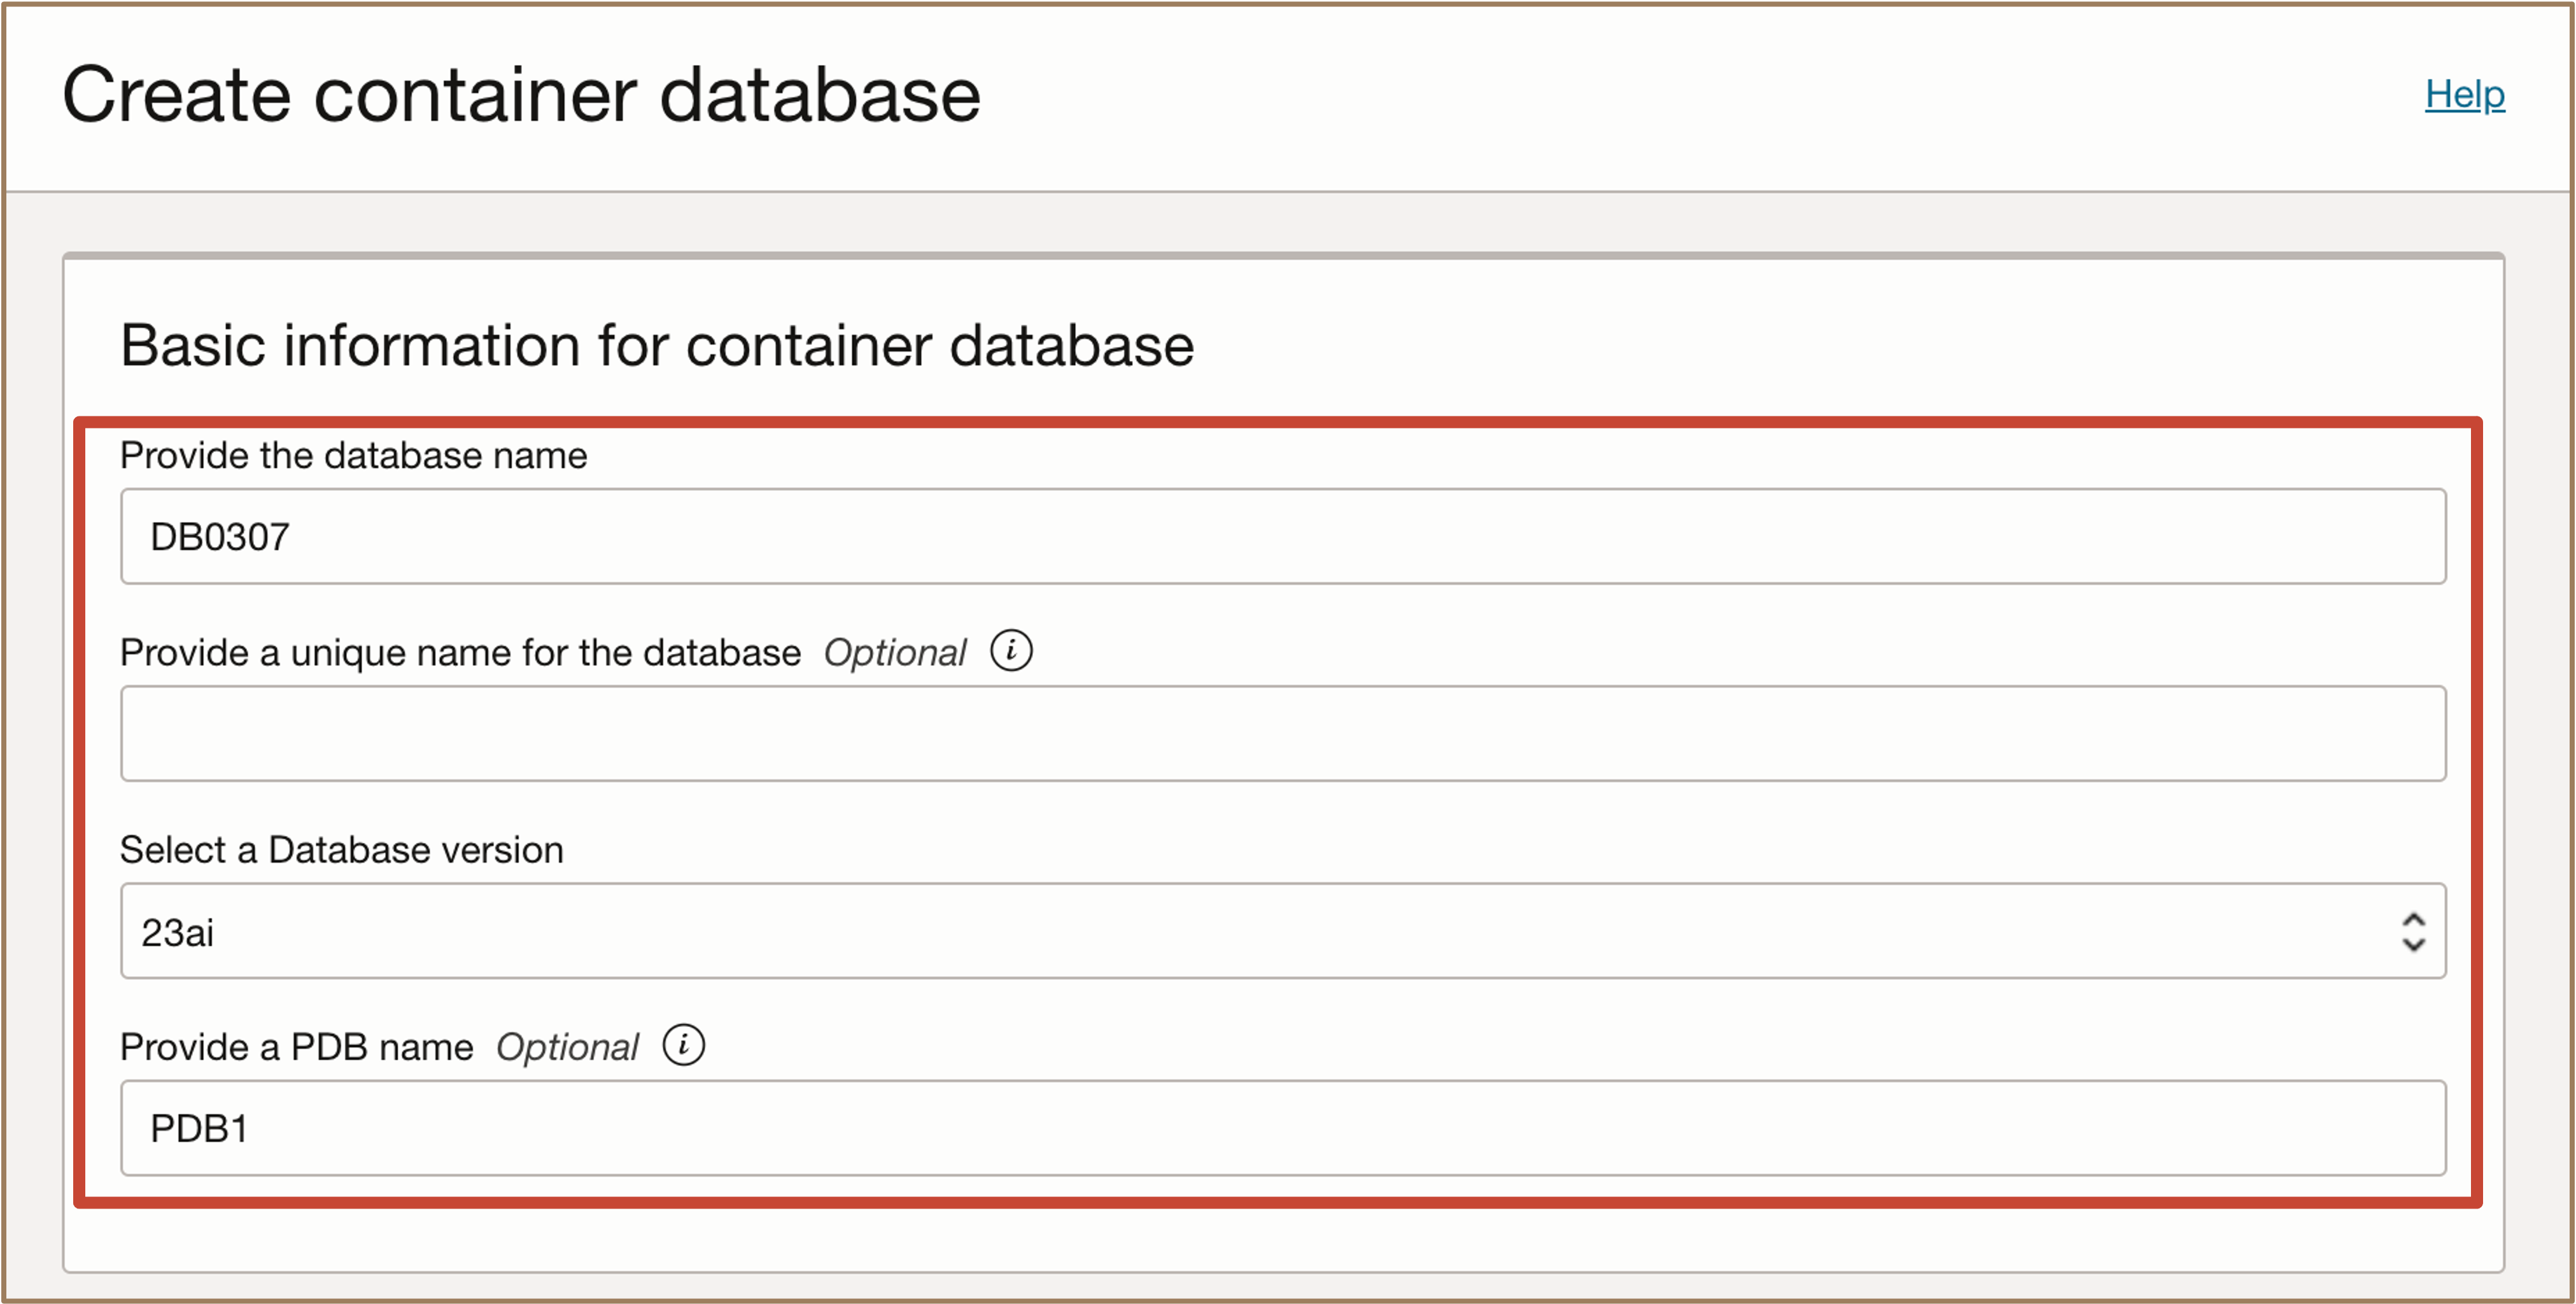 Create container database
Help
Basic information for container database
Provide the database name
DB0307
Provide a unique name for the database Optional i
Select a Database version
23ai
Provide a PDB name Optional i
PDB1